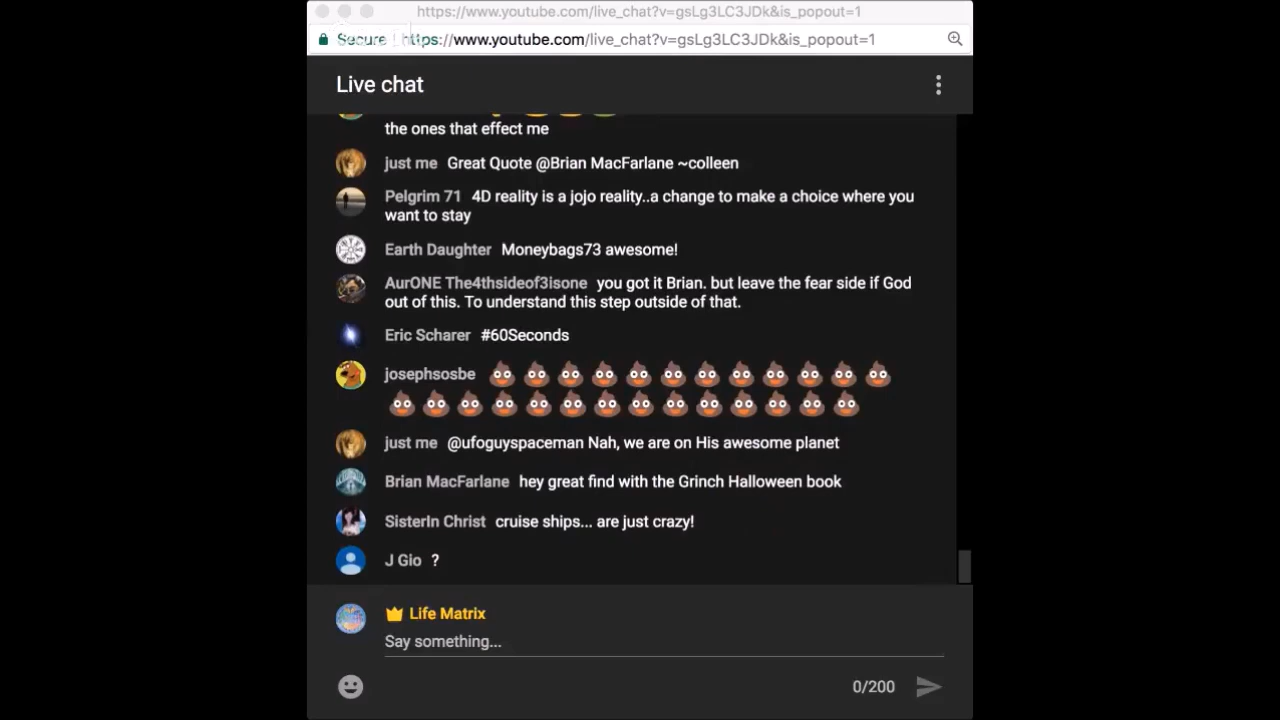 https://www.youtube.com/live_chat?v=gsLg3LC3JDk&is_popout=1
Secure https://www.youtube.com/live_chat?v=gsLg3LC3JDk&is_popout=1
Live chat
the ones that effect me
just me Great Quote @Brian MacFarlane ~colleen
Pelgrim 71 4D reality is a jojo reality..a change to make a choice where you
want to stay
Earth Daughter Moneybags73 awesome!
AurONE The4thsideof3isone you got it Brian. but leave the fear side if God
out of this. To understand this step outside of that.
Eric Scharer #60Seconds
josephsosbe 💩💩💩💩💩💩💩💩💩💩💩💩
💩💩💩💩💩💩💩💩💩💩💩💩💩💩
just me @ufoguyspaceman Nah, we are on His awesome planet
Brian MacFarlane hey great find with the Grinch Halloween book
SisterIn Christ cruise ships... are just crazy!
J Gio ?
Life Matrix
Say something...
0/200